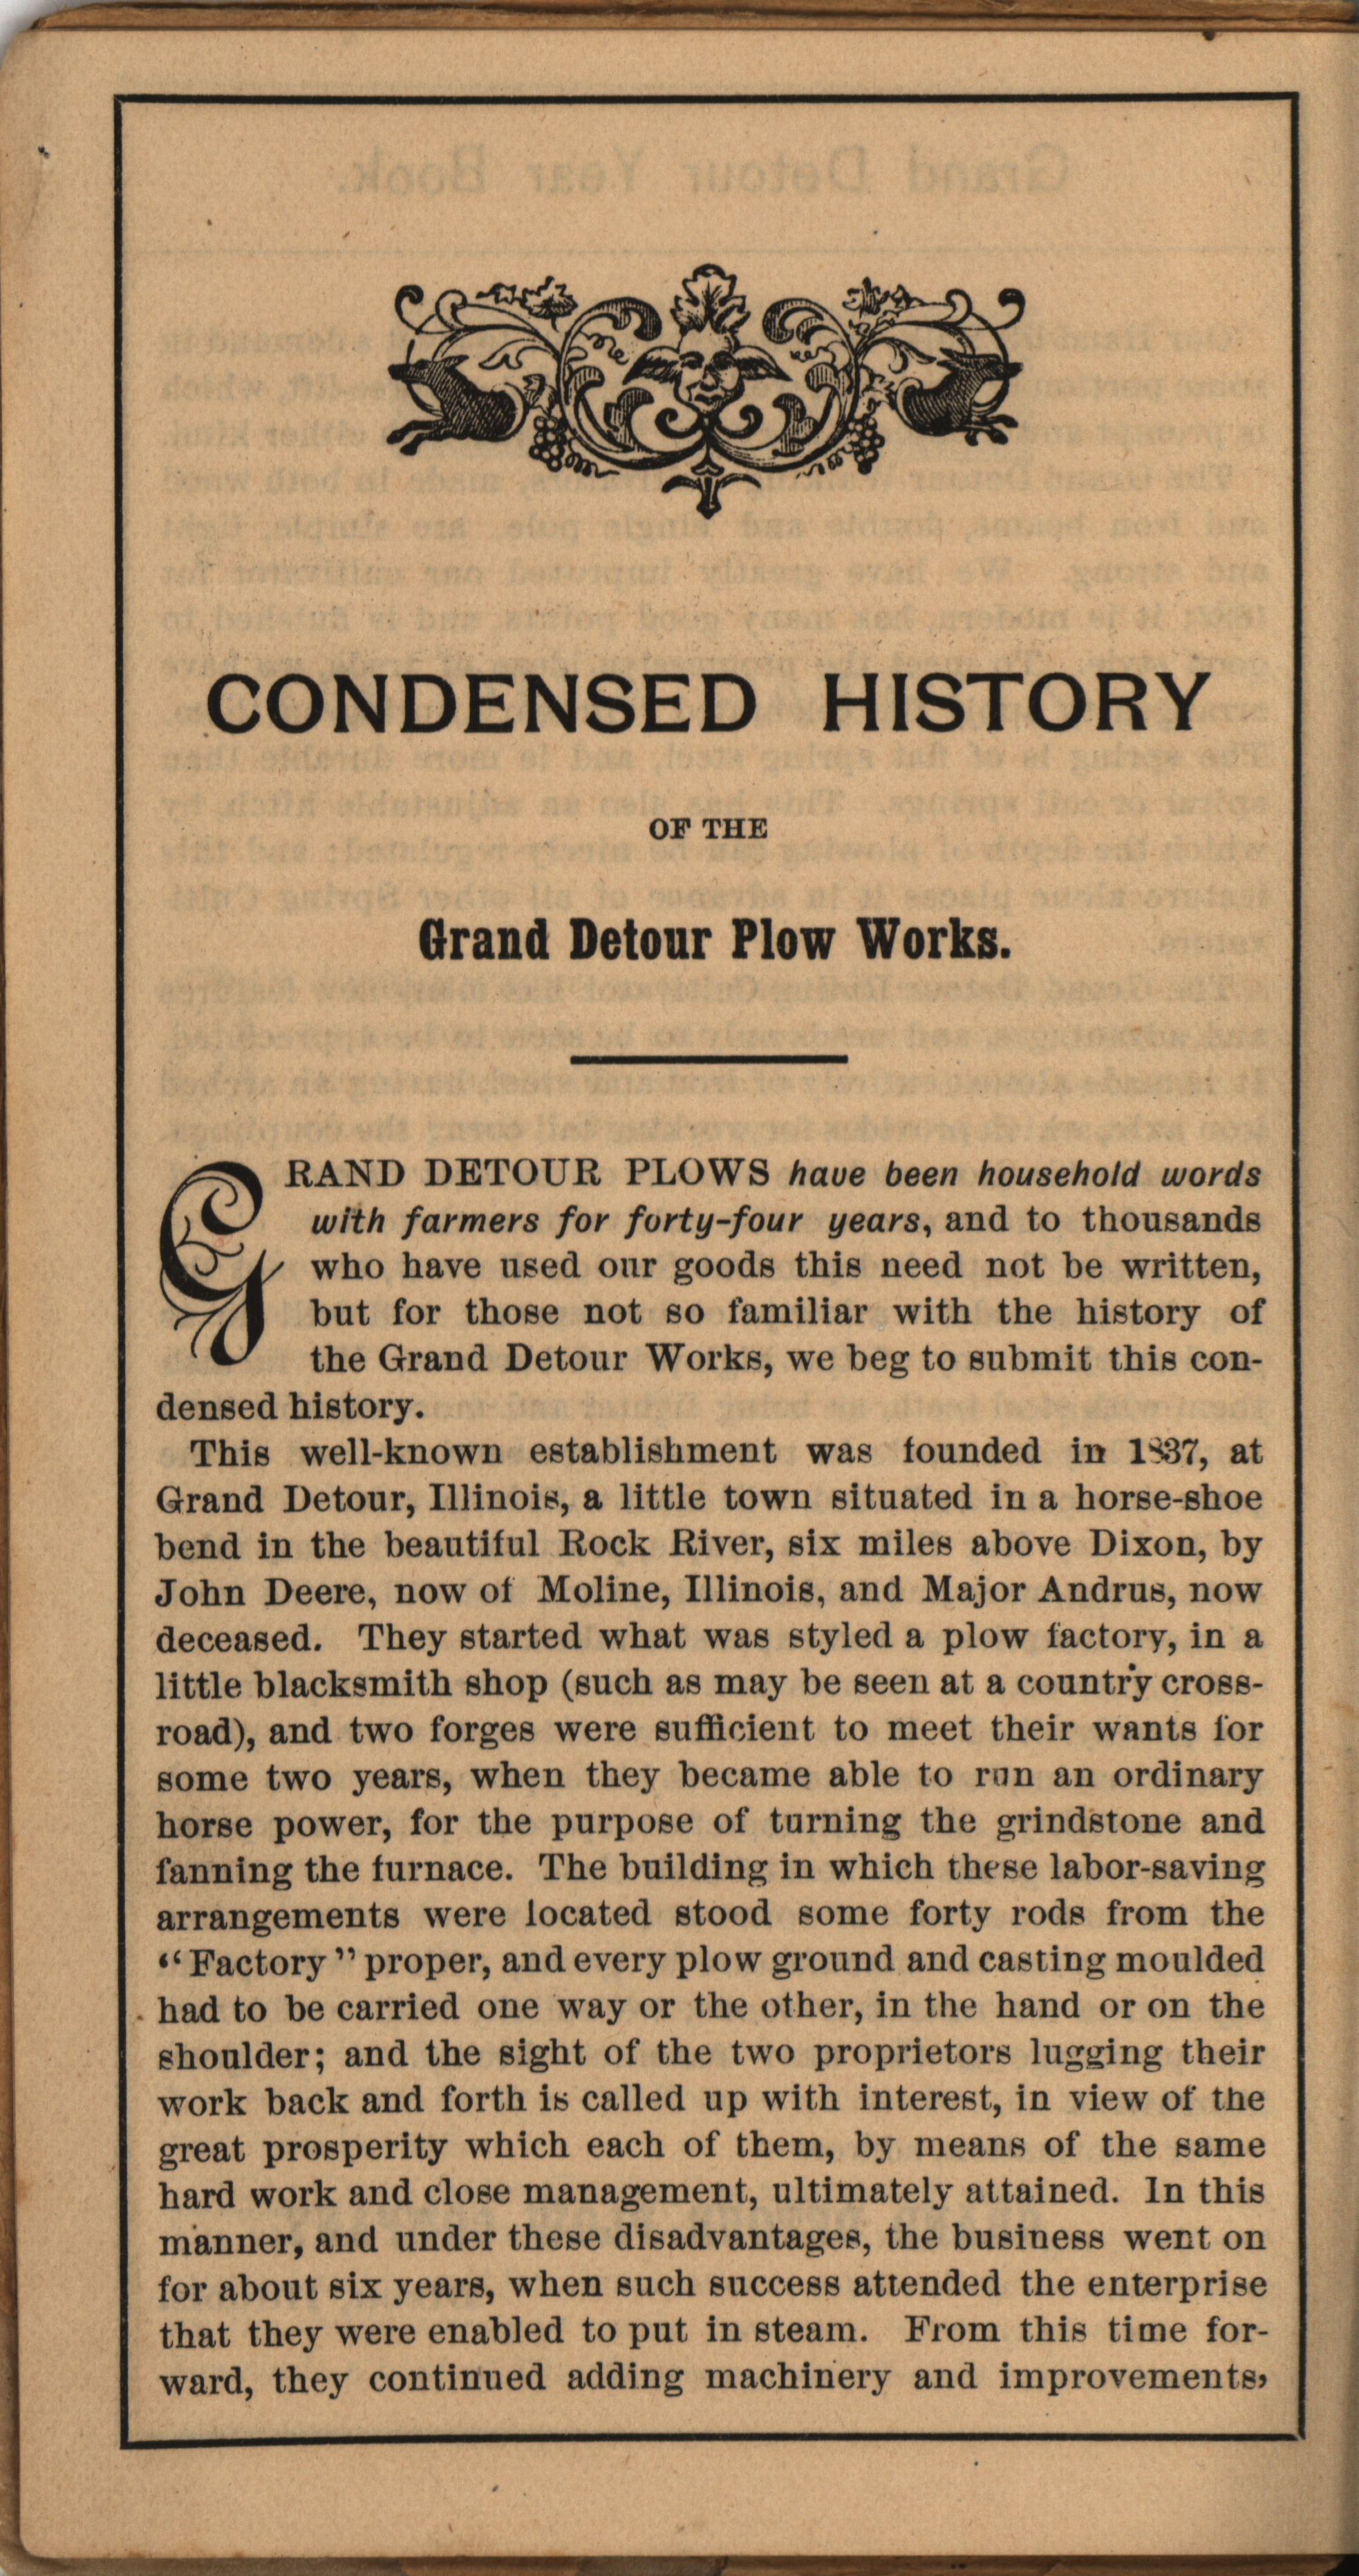 CONDENSED HISTORY
OF THE
Grand Detour Plow Works.
GRAND DETOUR PLOWS have been household words
with farmers for forty-four years, and to thousands
who have used our goods this need not be written,
but for those not so familiar with the history of
the Grand Detour Works, we beg to submit this con-
densed history.
This well-known establishment was founded in 1837, at
Grand Detour, Illinois, a little town situated in a horse-shoe
bend in the beautiful Rock River, six miles above Dixon, by
John Deere, now of Moline, Illinois, and Major Andrus, now
deceased. They started what was styled a plow factory, in a
little blacksmith shop (such as may be seen at a country cross-
road), and two forges were sufficient to meet their wants for
some two years, when they became able to run an ordinary
horse power, for the purpose of turning the grindstone and
fanning the furnace. The building in which these labor-saving
arrangements were located stood some forty rods from the
“Factory” proper, and every plow ground and casting moulded
had to be carried one way or the other, in the hand or on the
shoulder; and the sight of the two proprietors lugging their
work back and forth is called up with interest, in view of the
great prosperity which each of them, by means of the same
hard work and close management, ultimately attained. In this
manner, and under these disadvantages, the business went on
for about six years, when such success attended the enterprise
that they were enabled to put in steam. From this time for-
ward, they continued adding machinery and improvements,